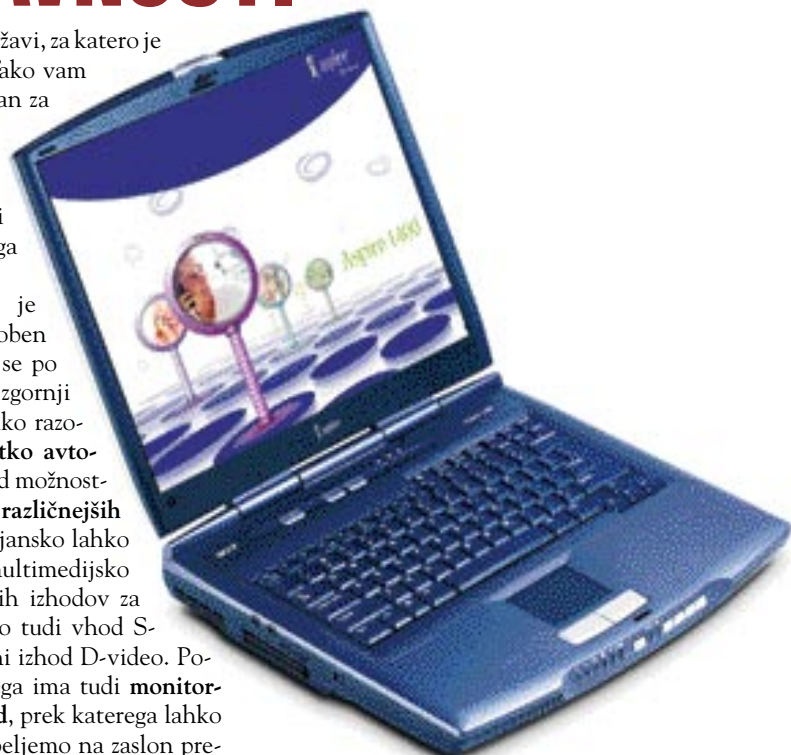 žavi, za katero je
ako vam
an za
i
ga
je
oben
se po
zgornji
ko razo-
tko avto-
d možnost-
različnejših
jansko lahko
ultimedijsko
ih izhodov za
o tudi vhod S-
ni izhod D-video. Po-
ga ima tudi monitor-
d, prek katerega lahko
peljemo na zaslon pre-
Aspire 1400